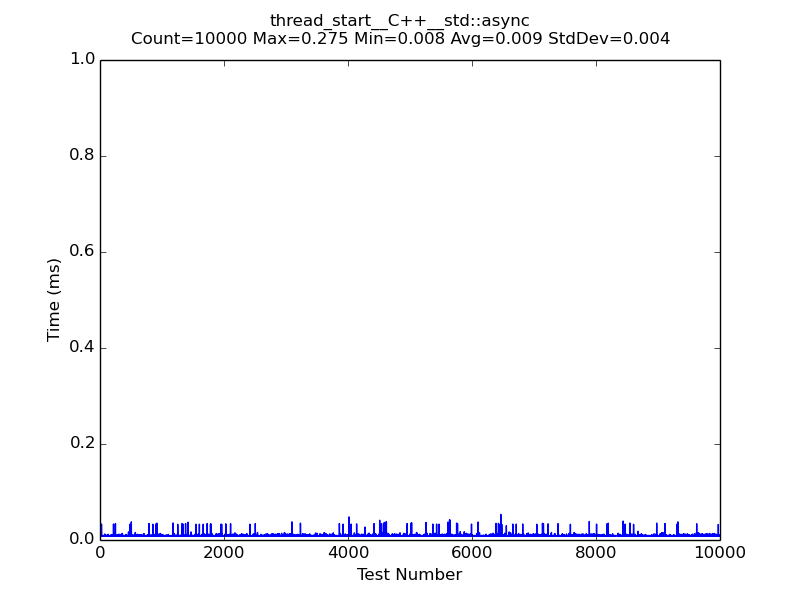 thread_start__C++__std::async
Count=10000 Max=0.275 Min=0.008 Avg=0.009 StdDev=0.004
1.0
0.8
0.6
0.4
0.2
0.0
Time (ms)
0 2000 4000 6000 8000 10000
Test Number